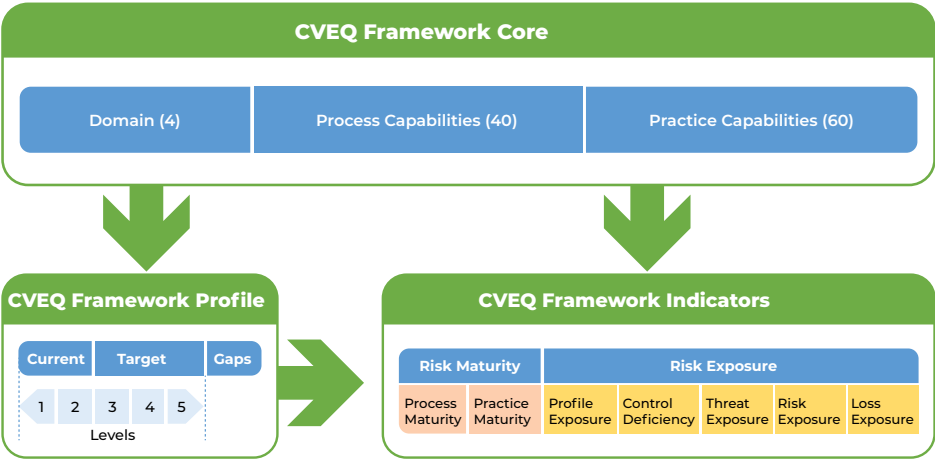 CVEQ Framework Core
Domain (4)
Process Capabilities (40)
Practice Capabilities (60)
CVEQ Framework Profile
Current
Target
Gaps
1
2
3
4
5
Levels
CVEQ Framework Indicators
Risk Maturity
Risk Exposure
Process
Maturity
Practice
Maturity
Profile
Exposure
Control
Deficiency
Threat
Exposure
Risk
Exposure
Loss
Exposure